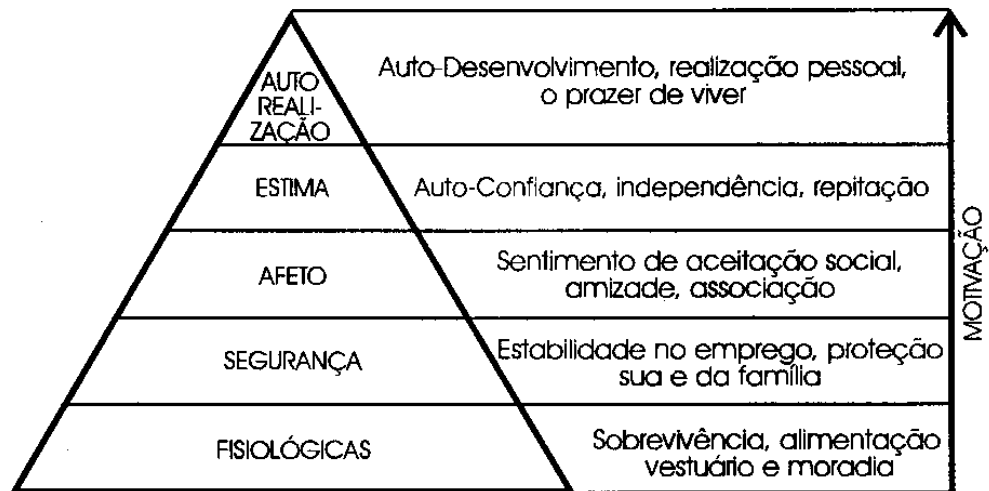 AUTO
REALI-
ZAÇÃO
Auto-Desenvolvimento, realização pessoal,
o prazer de viver
ESTIMA
Auto-Confiança, independência, repitação
AFETO
Sentimento de aceitação social,
amizade, associação
SEGURANÇA
Estabilidade no emprego, proteção
sua e da família
FISIOLÓGICAS
Sobrevivência, alimentação
vestuário e moradia
MOTIVAÇÃO